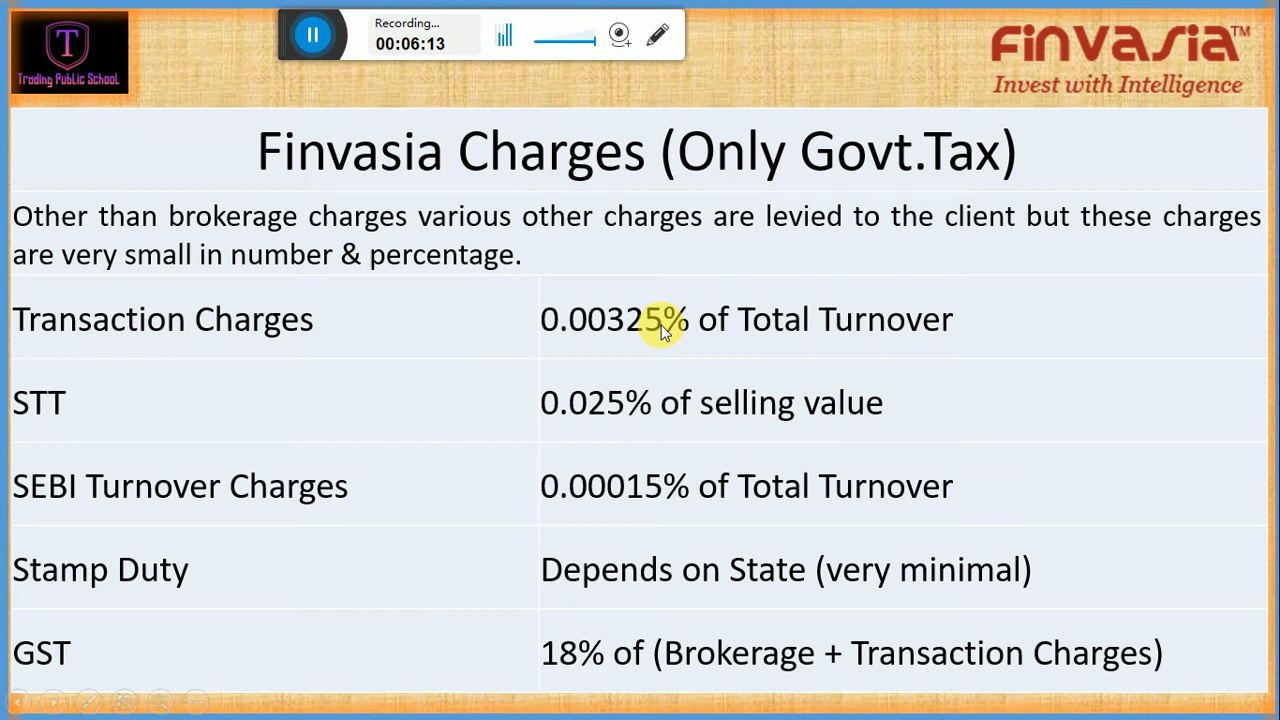 T
Trading Public School
Recording...
00:06:13
Finvasia™
Invest with Intelligence
Finvasia Charges (Only Govt.Tax)
Other than brokerage charges various other charges are levied to the client but these charges
are very small in number & percentage.
Transaction Charges 0.00325% of Total Turnover
STT 0.025% of selling value
SEBI Turnover Charges 0.00015% of Total Turnover
Stamp Duty Depends on State (very minimal)
GST 18% of (Brokerage + Transaction Charges)